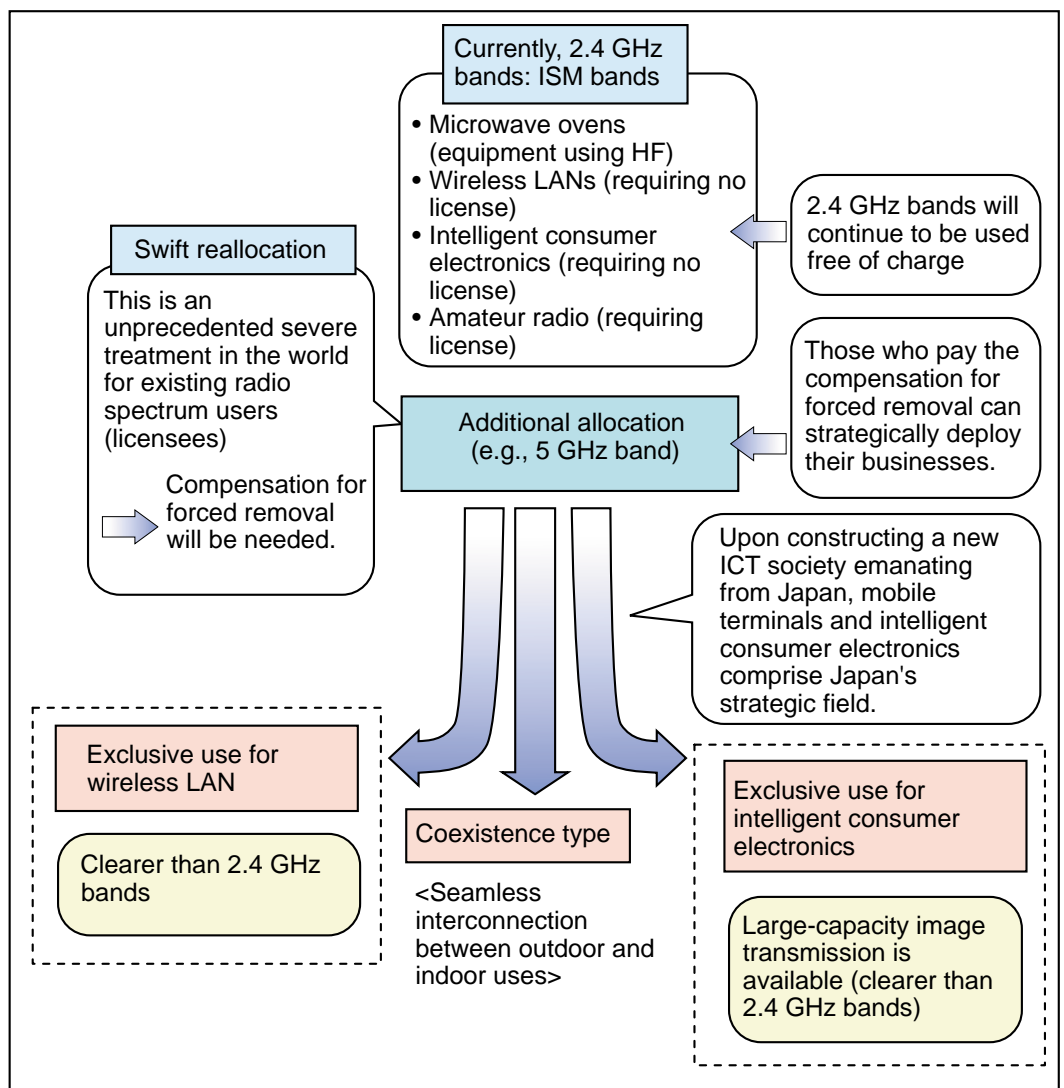 Currently, 2.4 GHz
bands: ISM bands
• Microwave ovens
(equipment using HF)
• Wireless LANs (requiring no
license)
• Intelligent consumer
electronics (requiring no
license)
• Amateur radio (requiring
license)
2.4 GHz bands will
continue to be used
free of charge
Swift reallocation
This is an
unprecedented severe
treatment in the world
for existing radio
spectrum users
(licensees)
Compensation for
forced removal
will be needed.
Additional allocation
(e.g., 5 GHz band)
Those who pay the
compensation for
forced removal can
strategically deploy
their businesses.
Upon constructing a new
ICT society emanating
from Japan, mobile
terminals and intelligent
consumer electronics
comprise Japan's
strategic field.
Exclusive use for
wireless LAN
Clearer than 2.4 GHz
bands
Coexistence type
<Seamless
interconnection
between outdoor and
indoor uses>
Exclusive use for
intelligent consumer
electronics
Large-capacity image
transmission is
available (clearer than
2.4 GHz bands)